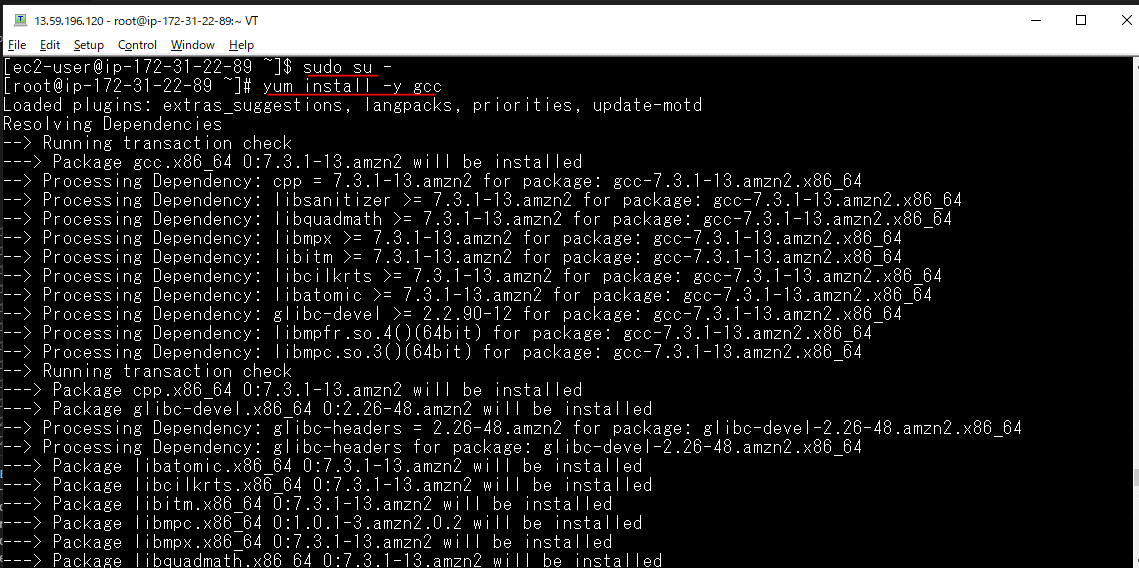 13.59.196.120 - root@ip-172-31-22-89:~ VT
File Edit Setup Control Window Help
[ec2-user@ip-172-31-22-89 ~]$ sudo su -
[root@ip-172-31-22-89 ~]# yum install -y gcc
Loaded plugins: extras_suggestions, langpacks, priorities, update-motd
Resolving Dependencies
--> Running transaction check
---> Package gcc.x86_64 0:7.3.1-13.amzn2 will be installed
--> Processing Dependency: cpp = 7.3.1-13.amzn2 for package: gcc-7.3.1-13.amzn2.x86_64
--> Processing Dependency: libsanitizer >= 7.3.1-13.amzn2 for package: gcc-7.3.1-13.amzn2.x86_64
--> Processing Dependency: libquadmath >= 7.3.1-13.amzn2 for package: gcc-7.3.1-13.amzn2.x86_64
--> Processing Dependency: libmpx >= 7.3.1-13.amzn2 for package: gcc-7.3.1-13.amzn2.x86_64
--> Processing Dependency: libitm >= 7.3.1-13.amzn2 for package: gcc-7.3.1-13.amzn2.x86_64
--> Processing Dependency: libcilkrts >= 7.3.1-13.amzn2 for package: gcc-7.3.1-13.amzn2.x86_64
--> Processing Dependency: libatomic >= 7.3.1-13.amzn2 for package: gcc-7.3.1-13.amzn2.x86_64
--> Processing Dependency: glibc-devel >= 2.2.90-12 for package: gcc-7.3.1-13.amzn2.x86_64
--> Processing Dependency: libmpfr.so.4()(64bit) for package: gcc-7.3.1-13.amzn2.x86_64
--> Processing Dependency: libmpc.so.3()(64bit) for package: gcc-7.3.1-13.amzn2.x86_64
--> Running transaction check
---> Package cpp.x86_64 0:7.3.1-13.amzn2 will be installed
---> Package glibc-devel.x86_64 0:2.26-48.amzn2 will be installed
--> Processing Dependency: glibc-headers = 2.26-48.amzn2 for package: glibc-devel-2.26-48.amzn2.x86_64
--> Processing Dependency: glibc-headers for package: glibc-devel-2.26-48.amzn2.x86_64
---> Package libatomic.x86_64 0:7.3.1-13.amzn2 will be installed
---> Package libcilkrts.x86_64 0:7.3.1-13.amzn2 will be installed
---> Package libitm.x86_64 0:7.3.1-13.amzn2 will be installed
---> Package libmpc.x86_64 0:1.0.1-3.amzn2.0.2 will be installed
---> Package libmpx.x86_64 0:7.3.1-13.amzn2 will be installed
---> Package libquadmath.x86_64 0:7.3.1-13.amzn2 will be installed